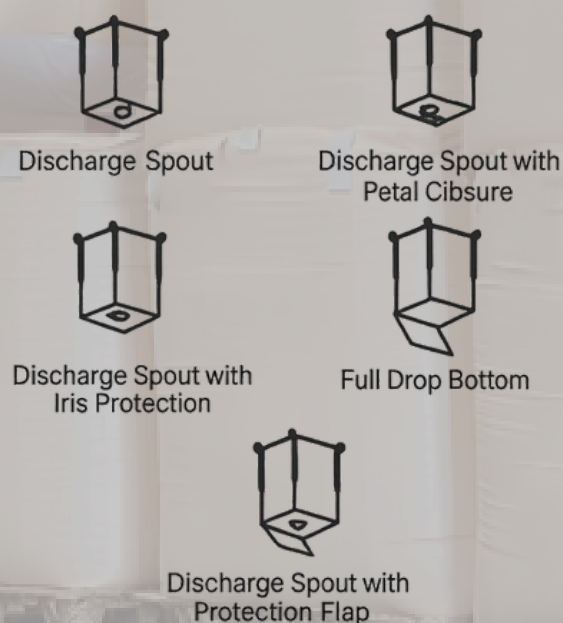 Discharge Spout
Discharge Spout with
Petal Cibsure
Discharge Spout with
Iris Protection
Full Drop Bottom
Discharge Spout with
Protection Flap